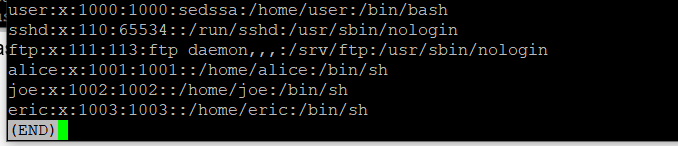 user:x:1000:1000:sedssa:/home/user:/bin/bash
sshd:x:110:65534::/run/sshd:/usr/sbin/nologin
ftp:x:111:113:ftp daemon,,,:/srv/ftp:/usr/sbin/nologin
alice:x:1001:1001::/home/alice:/bin/sh
joe:x:1002:1002::/home/joe:/bin/sh
eric:x:1003:1003::/home/eric:/bin/sh
(END)